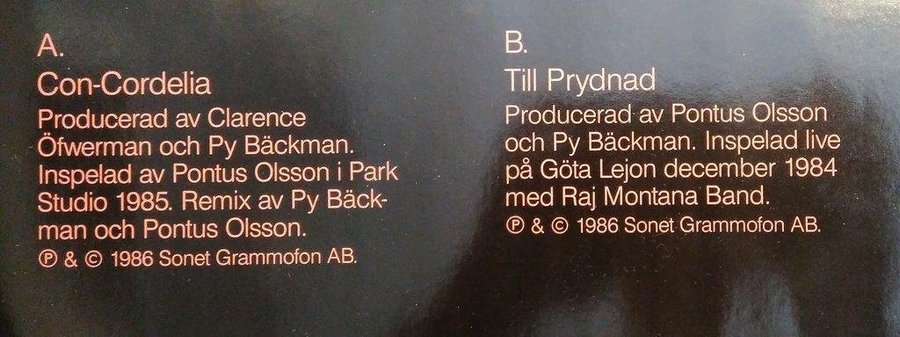 A.
Con-Cordelia
Producerad av Clarence
Öfwerman och Py Bäckman.
Inspelad av Pontus Olsson i Park
Studio 1985. Remix av Py Bäck-
man och Pontus Olsson.
℗ & © 1986 Sonet Grammofon AB.
B.
Till Prydnad
Producerad av Pontus Olsson
och Py Bäckman. Inspelad live
på Göta Lejon december 1984
med Raj Montana Band.
℗ & © 1986 Sonet Grammofon AB.